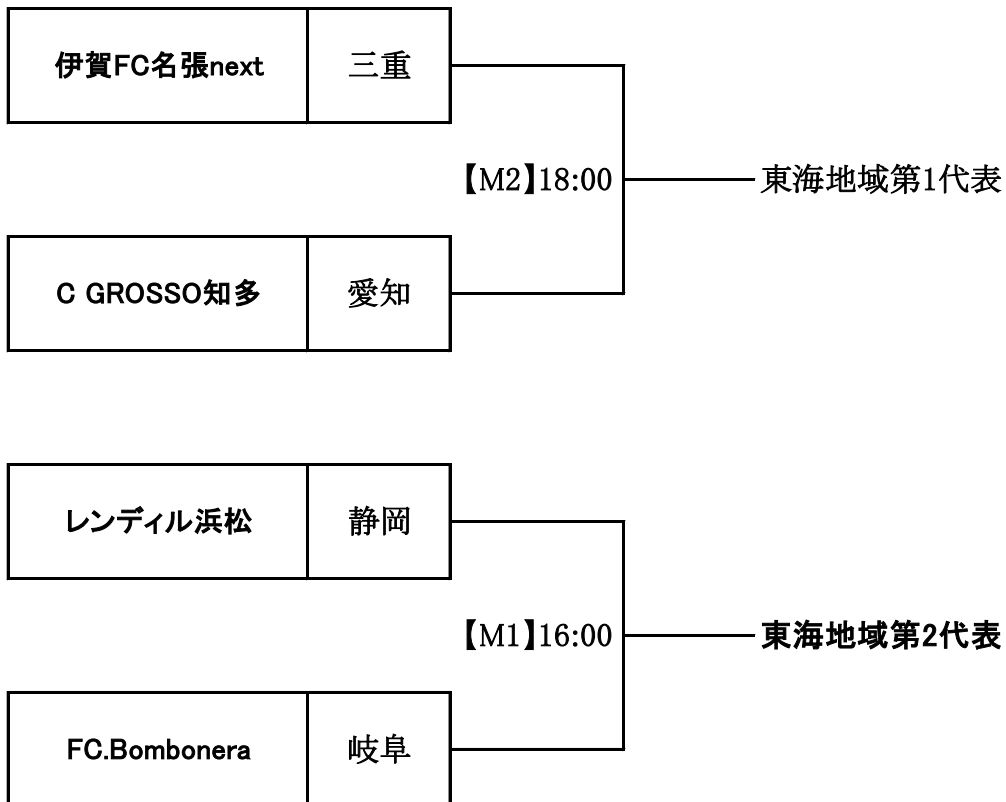 伊賀FC名張next 三重
【M2】18:00 東海地域第1代表
C GROSSO知多 愛知
レンディル浜松 静岡
【M1】16:00 東海地域第2代表
FC.Bombonera 岐阜